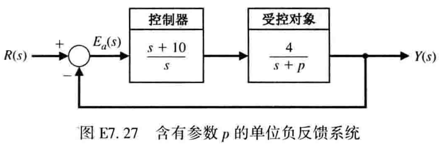 控制器
受控对象
R(s)
+
−
E_a(s)
s + 10
s
4
s + p
Y(s)
图 E7.27 含有参数 p 的单位负反馈系统